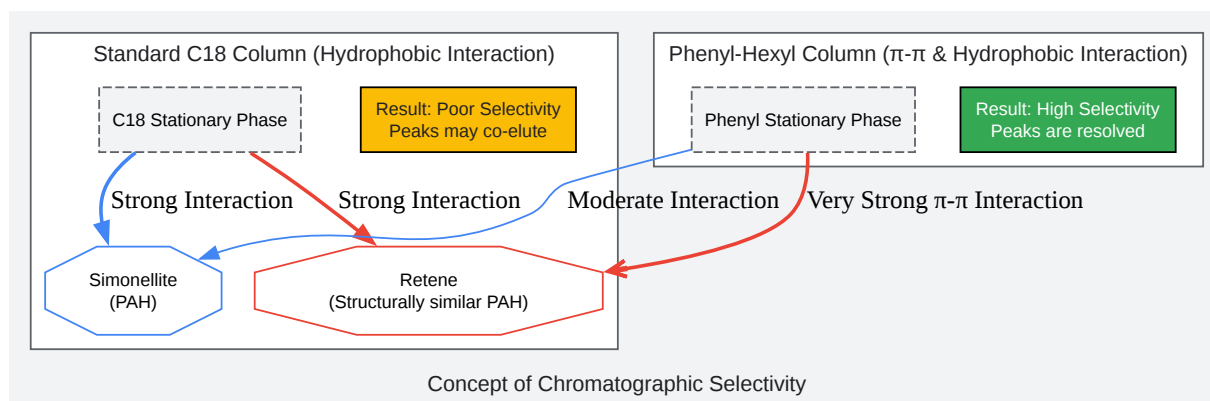 Standard C18 Column (Hydrophobic Interaction)
C18 Stationary Phase
Result: Poor Selectivity
Peaks may co-elute
Phenyl-Hexyl Column (π-π & Hydrophobic Interaction)
Phenyl Stationary Phase
Result: High Selectivity
Peaks are resolved
Strong Interaction
Strong Interaction
Moderate Interaction
Very Strong π-π Interaction
Simonellite
(PAH)
Retene
(Structurally similar PAH)
Concept of Chromatographic Selectivity